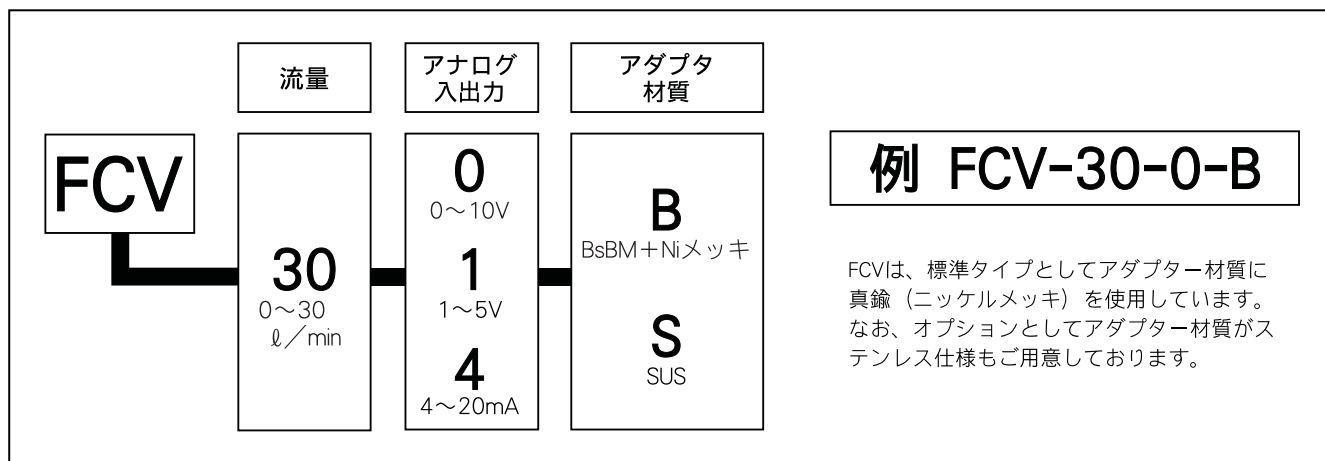 流量
アナログ
入出力
アダプタ
材質
FCV
30
0～30
ℓ／min
0
0～10V
1
1～5V
4
4～20mA
B
BsBM＋Niメッキ
S
SUS
例 FCV-30-0-B
FCVは、標準タイプとしてアダプター材質に
真鍮（ニッケルメッキ）を使用しています。
なお、オプションとしてアダプター材質がス
テンレス仕様もご用意しております。